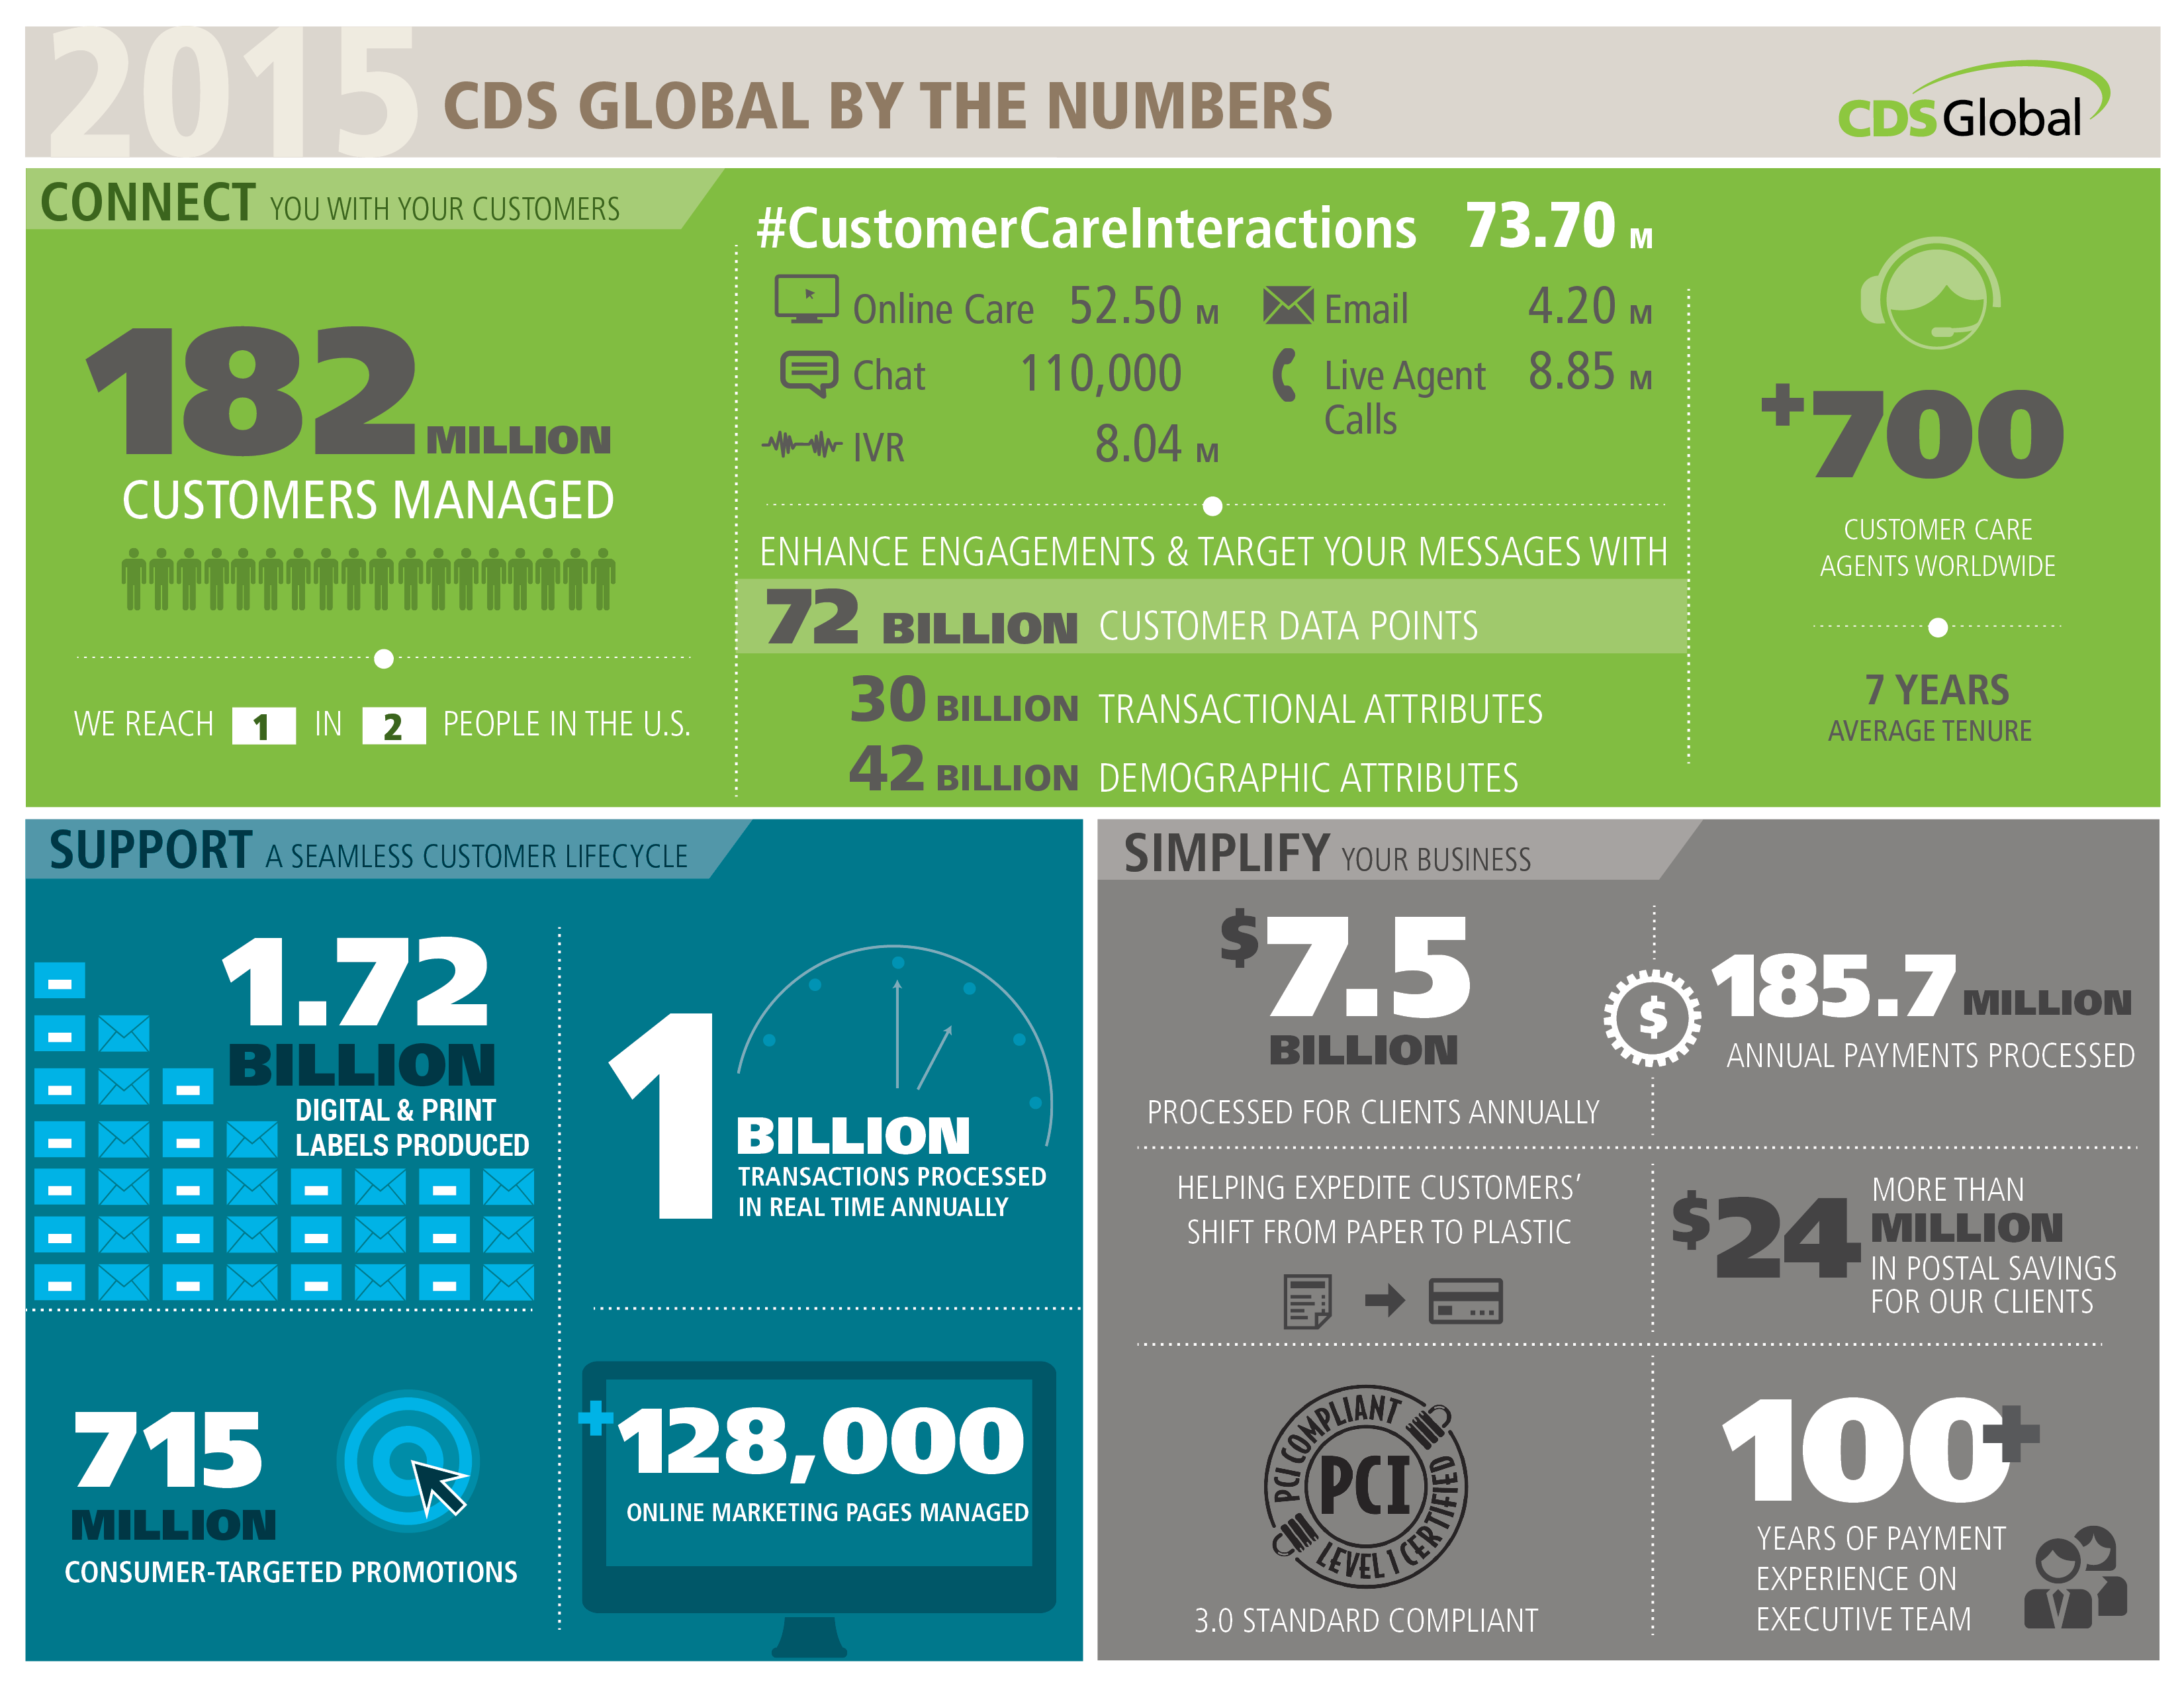 2015 CDS GLOBAL BY THE NUMBERS
CDS Global
CONNECT YOU WITH YOUR CUSTOMERS
182 MILLION
CUSTOMERS MANAGED
WE REACH 1 IN 2 PEOPLE IN THE U.S.
#CustomerCareInteractions 73.70 M
Online Care 52.50 M
Email 4.20 M
Chat 110,000
Live Agent 8.85 M
Calls
IVR 8.04 M
ENHANCE ENGAGEMENTS & TARGET YOUR MESSAGES WITH
72 BILLION CUSTOMER DATA POINTS
30 BILLION TRANSACTIONAL ATTRIBUTES
42 BILLION DEMOGRAPHIC ATTRIBUTES
+700
CUSTOMER CARE
AGENTS WORLDWIDE
7 YEARS
AVERAGE TENURE
SUPPORT A SEAMLESS CUSTOMER LIFECYCLE
1.72
BILLION
DIGITAL & PRINT
LABELS PRODUCED
1 BILLION
TRANSACTIONS PROCESSED
IN REAL TIME ANNUALLY
715
MILLION
CONSUMER-TARGETED PROMOTIONS
+128,000
ONLINE MARKETING PAGES MANAGED
SIMPLIFY YOUR BUSINESS
$7.5
BILLION
PROCESSED FOR CLIENTS ANNUALLY
$
185.7 MILLION
ANNUAL PAYMENTS PROCESSED
HELPING EXPEDITE CUSTOMERS'
SHIFT FROM PAPER TO PLASTIC
MORE THAN
$24 MILLION
IN POSTAL SAVINGS
FOR OUR CLIENTS
PCI COMPLIANT
PCI
LEVEL 1 CERTIFIED
3.0 STANDARD COMPLIANT
100+
YEARS OF PAYMENT
EXPERIENCE ON
EXECUTIVE TEAM